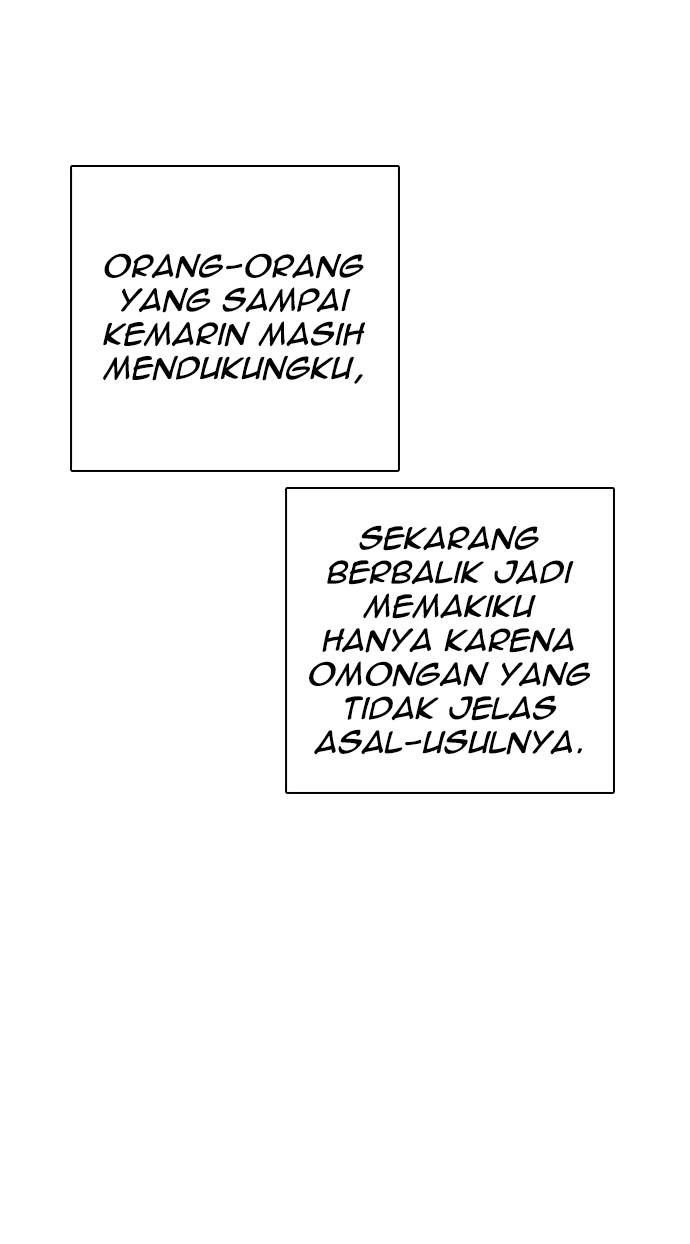 ORANG-ORANG
YANG SAMPAI
KEMARIN MASIH
MENDUKUNGKU,
SEKARANG
BERBALIK JADI
MEMAKIKU
HANYA KARENA
OMONGAN YANG
TIDAK JELAS
ASAL-USULNYA.